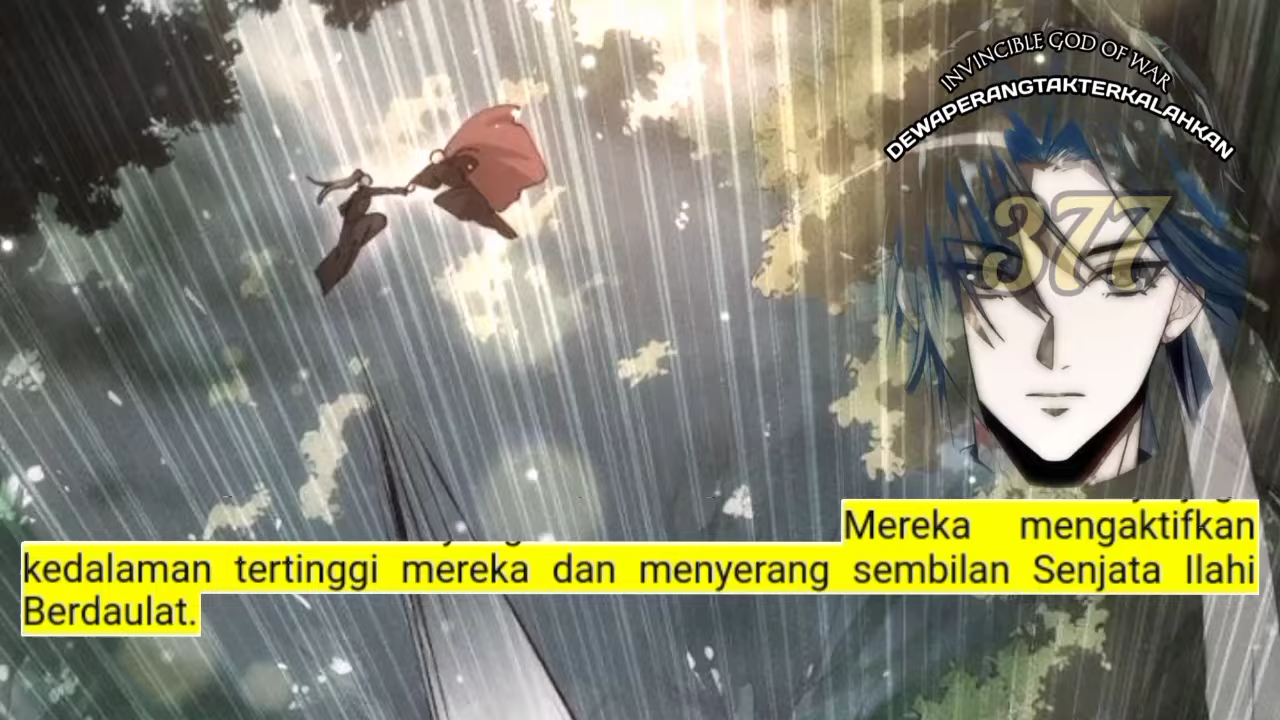 INVINCIBLE GOD OF WAR
DEWAPERANGTAKTERKALAHKAN
377
Mereka mengaktifkan
kedalaman tertinggi mereka dan menyerang sembilan Senjata Ilahi
Berdaulat.